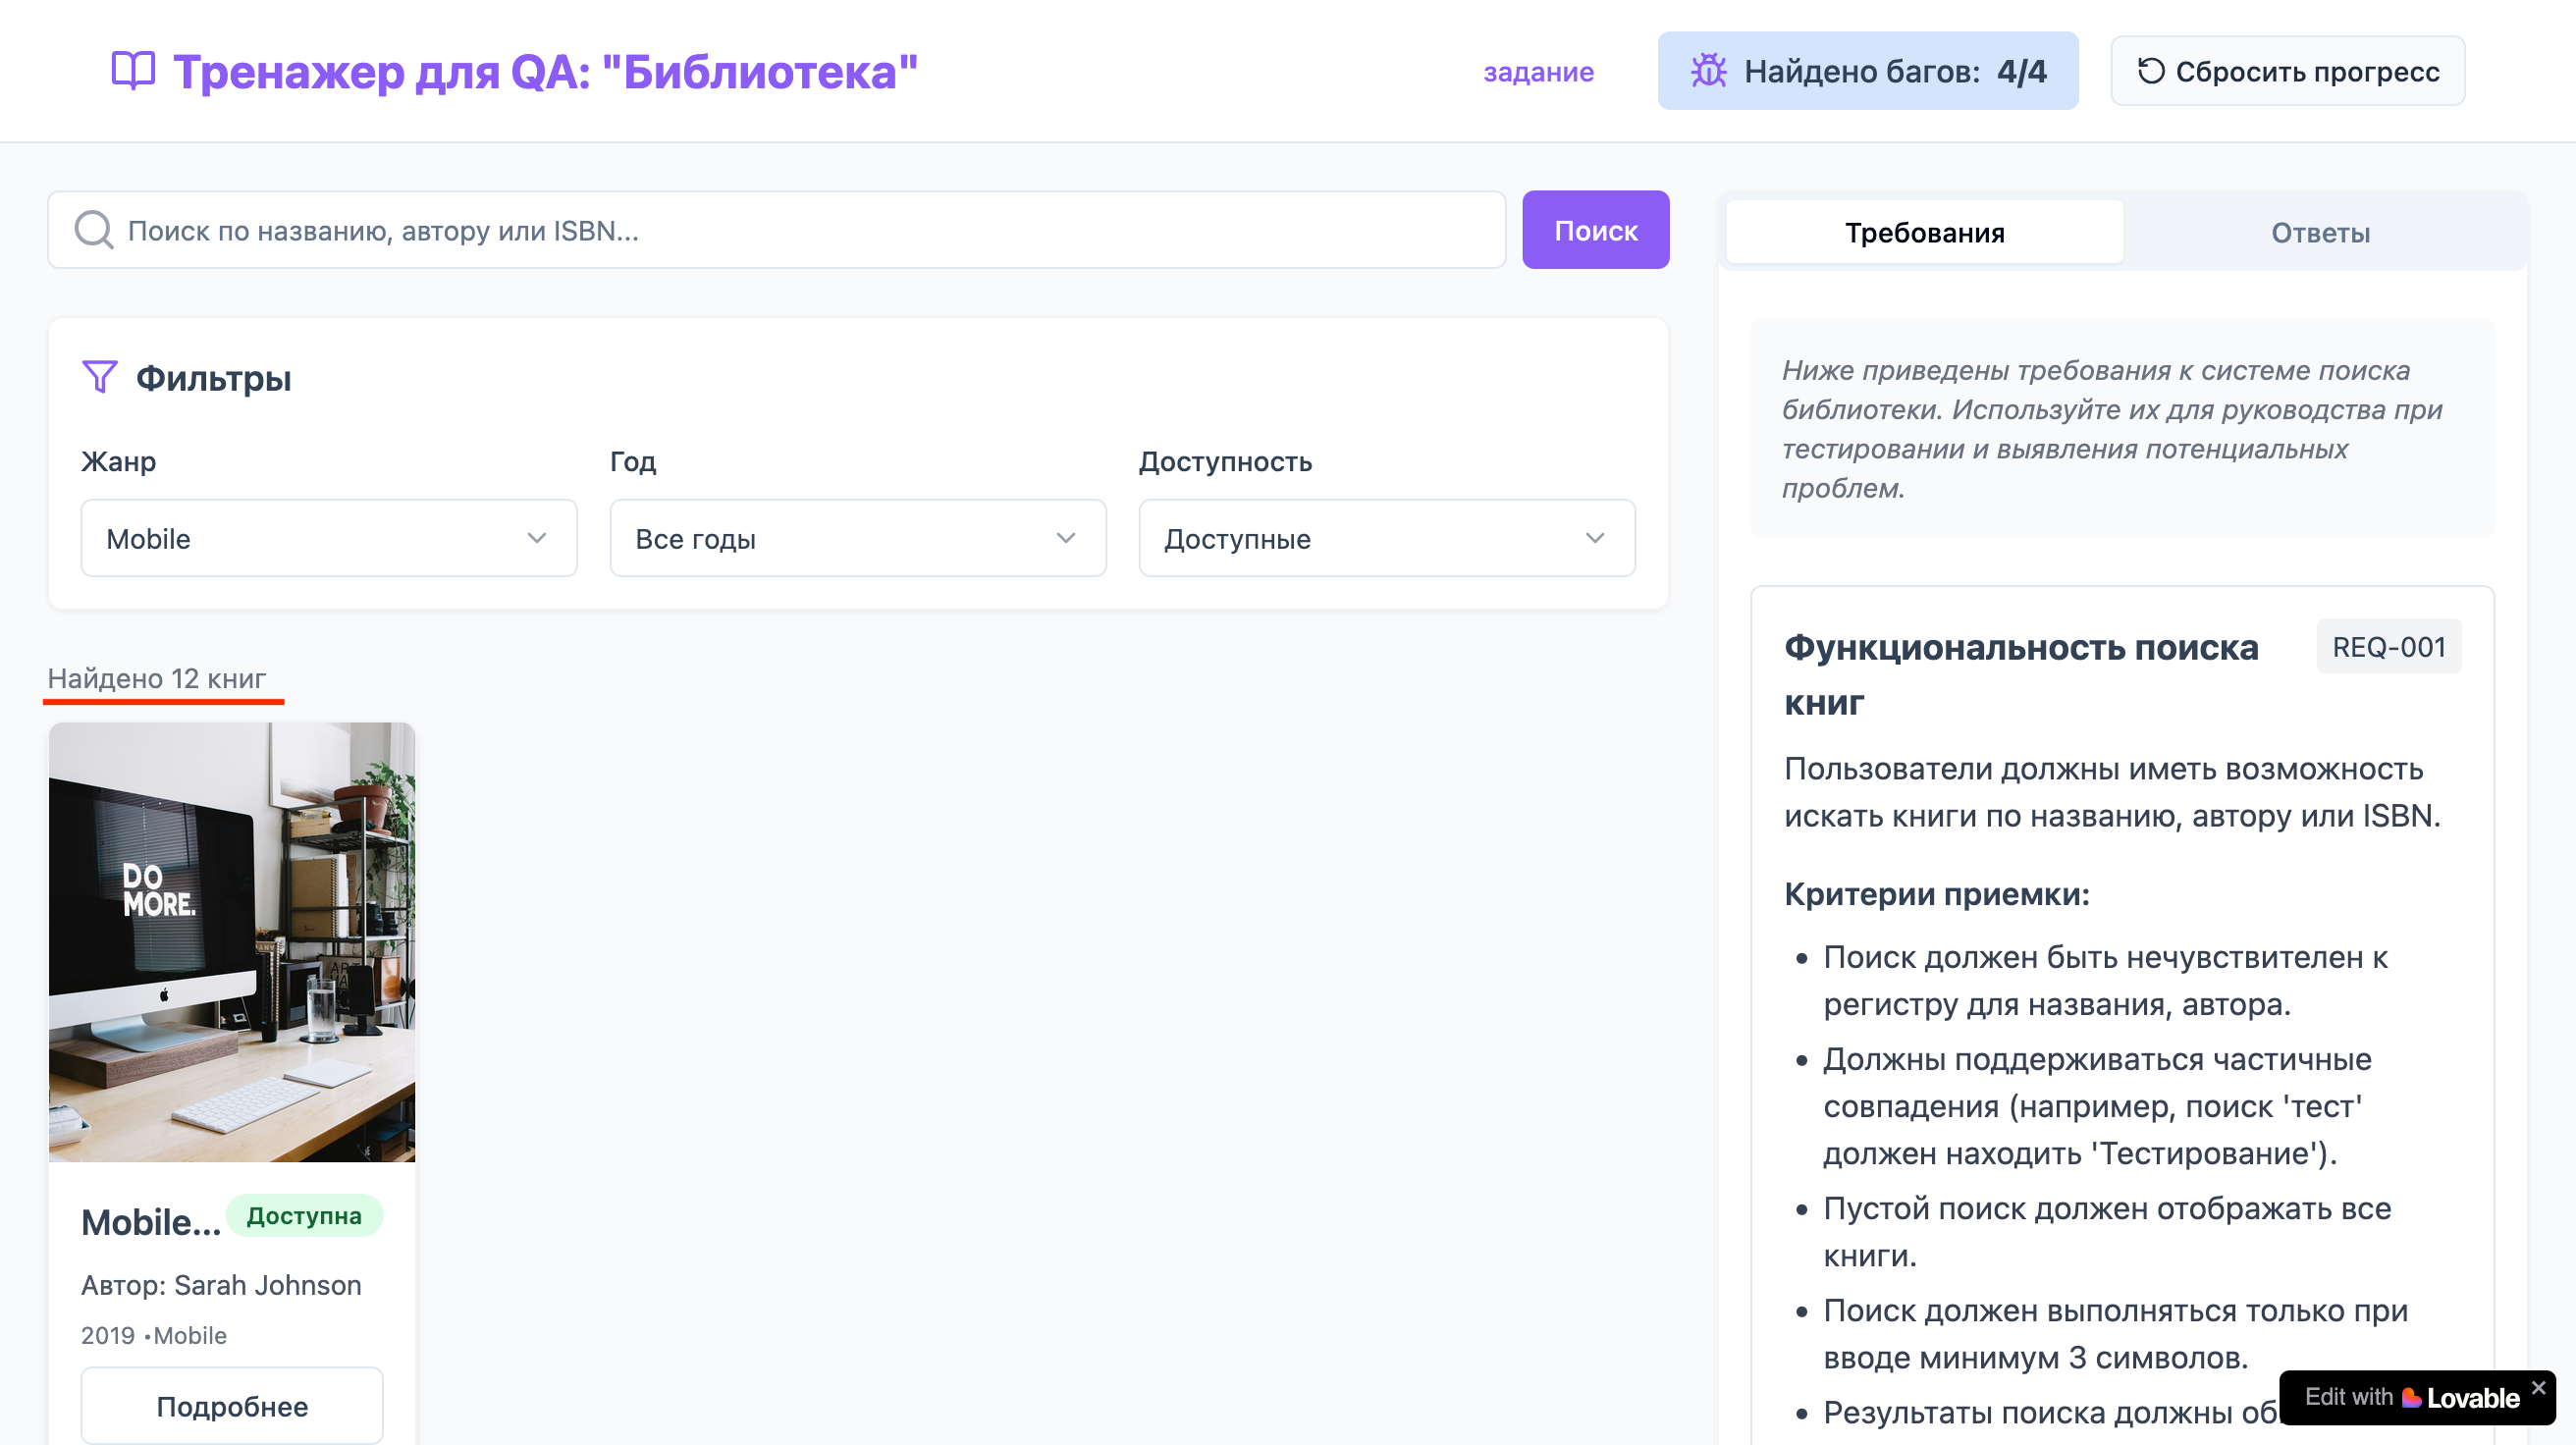 Тренажер для QA: "Библиотека"
задание
Найдено багов: 4/4
Сбросить прогресс
Поиск по названию, автору или ISBN...
Поиск
Фильтры
Жанр
Год
Доступность
Mobile
Все годы
Доступные
Найдено 12 книг
DO
MORE.
Mobile...
Доступна
Автор: Sarah Johnson
2019 •Mobile
Подробнее
Требования
Ответы
Ниже приведены требования к системе поиска
библиотеки. Используйте их для руководства при
тестировании и выявления потенциальных
проблем.
Функциональность поиска
книг
REQ-001
Пользователи должны иметь возможность
искать книги по названию, автору или ISBN.
Критерии приемки:
• Поиск должен быть нечувствителен к
регистру для названия, автора.
• Должны поддерживаться частичные
совпадения (например, поиск 'тест'
должен находить 'Тестирование').
• Пустой поиск должен отображать все
книги.
• Поиск должен выполняться только при
вводе минимум 3 символов.
• Результаты поиска должны
Edit with Lovable